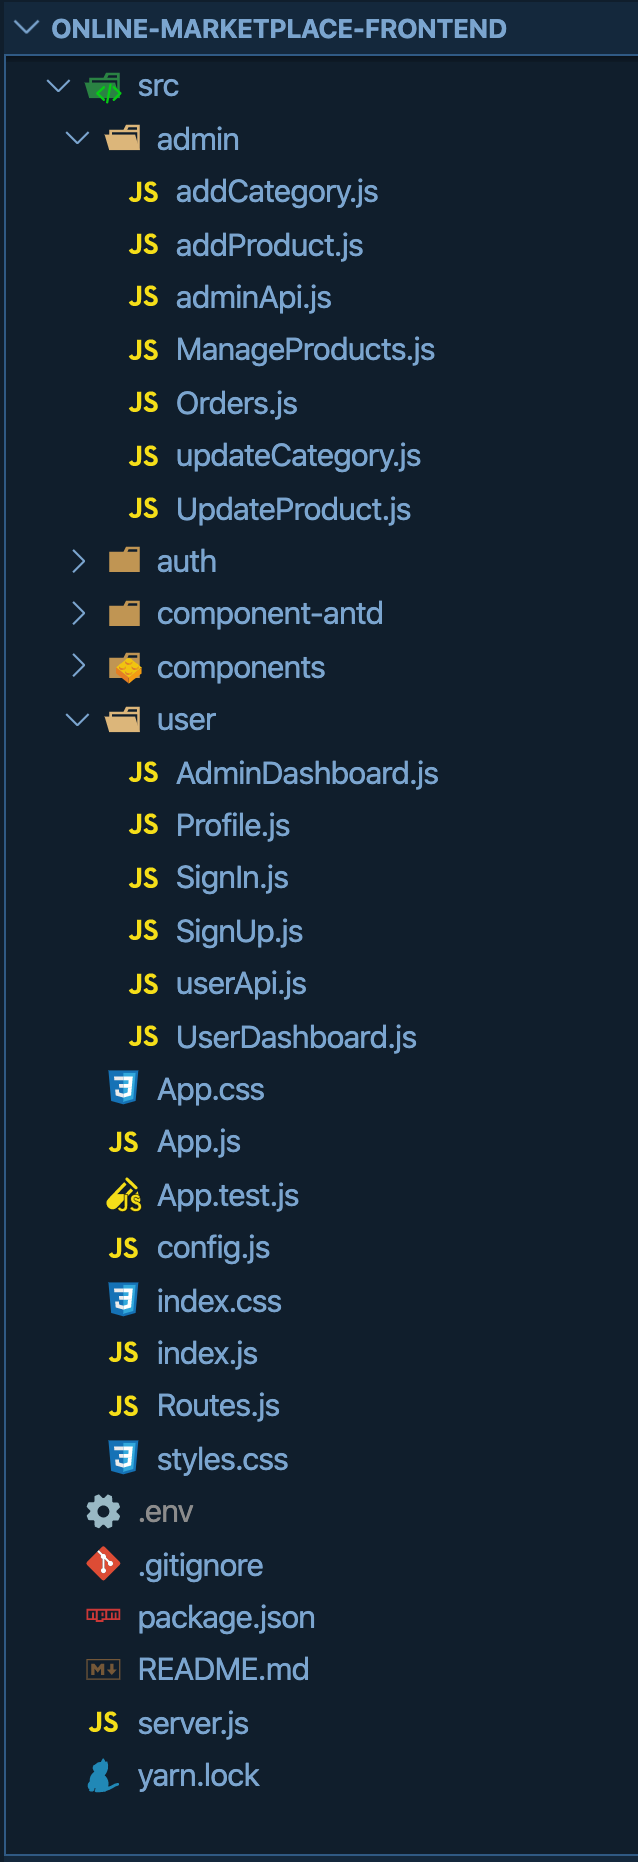 ONLINE-MARKETPLACE-FRONTEND
src
admin
JS addCategory.js
JS addProduct.js
JS adminApi.js
JS ManageProducts.js
JS Orders.js
JS updateCategory.js
JS UpdateProduct.js
auth
component-antd
components
user
JS AdminDashboard.js
JS Profile.js
JS SignIn.js
JS SignUp.js
JS userApi.js
JS UserDashboard.js
3 App.css
JS App.js
JS App.test.js
JS config.js
3 index.css
JS index.js
JS Routes.js
3 styles.css
.env
.gitignore
npm package.json
M README.md
JS server.js
yarn.lock